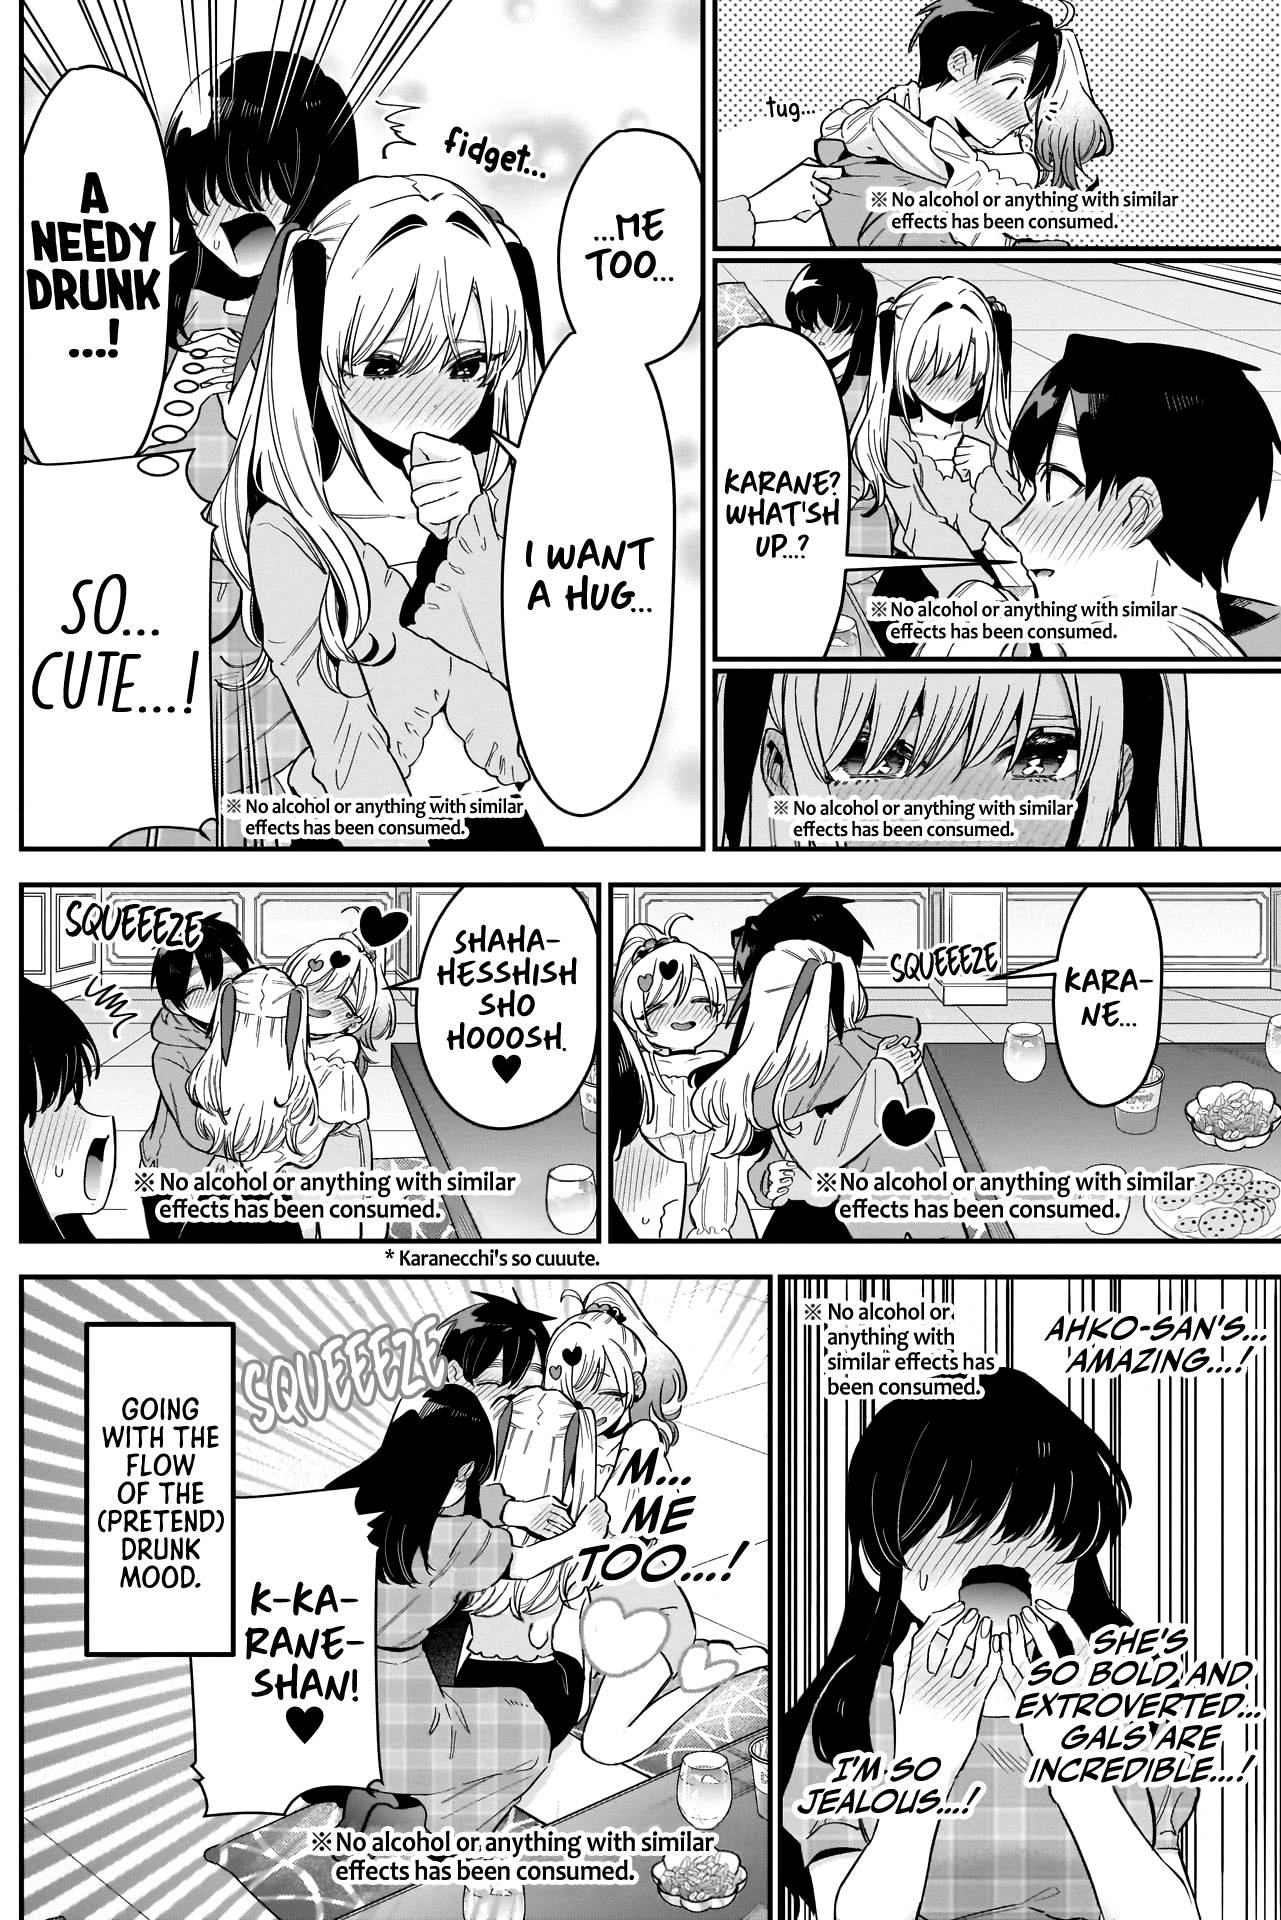 tug...
※ No alcohol or anything with similar
effects has been consumed.
KARANE?
WHAT'SH
UP...?
※ No alcohol or anything with similar
effects has been consumed.
※ No alcohol or anything with similar
effects has been consumed.
...ME
TOO...
fidget...
I WANT
A HUG...
A
NEEDY
DRUNK
...!
SO...
CUTE...!
※ No alcohol or anything with similar
effects has been consumed.
KARA-
NE...
SQUEEEZE
※ No alcohol or anything with similar
effects has been consumed.
SHAHA-
HESSHISH
SHO
HOOOSH.
♥
SQUEEEZE
※ No alcohol or anything with similar
effects has been consumed.
* Karanecchi's so cuuute.
AHKO-SAN'S...
AMAZING...!
※ No alcohol or
anything with
similar effects has
been consumed.
SHE'S
SO BOLD AND
EXTROVERTED...
GALS ARE
INCREDIBLE...!
I'M SO
JEALOUS...!
SQUEEEEZE
M...
ME
TOO...!
GOING
WITH THE
FLOW
OF THE
(PRETEND)
DRUNK
MOOD.
K-KA-
RANE-
SHAN!
♥
※ No alcohol or anything with similar
effects has been consumed.